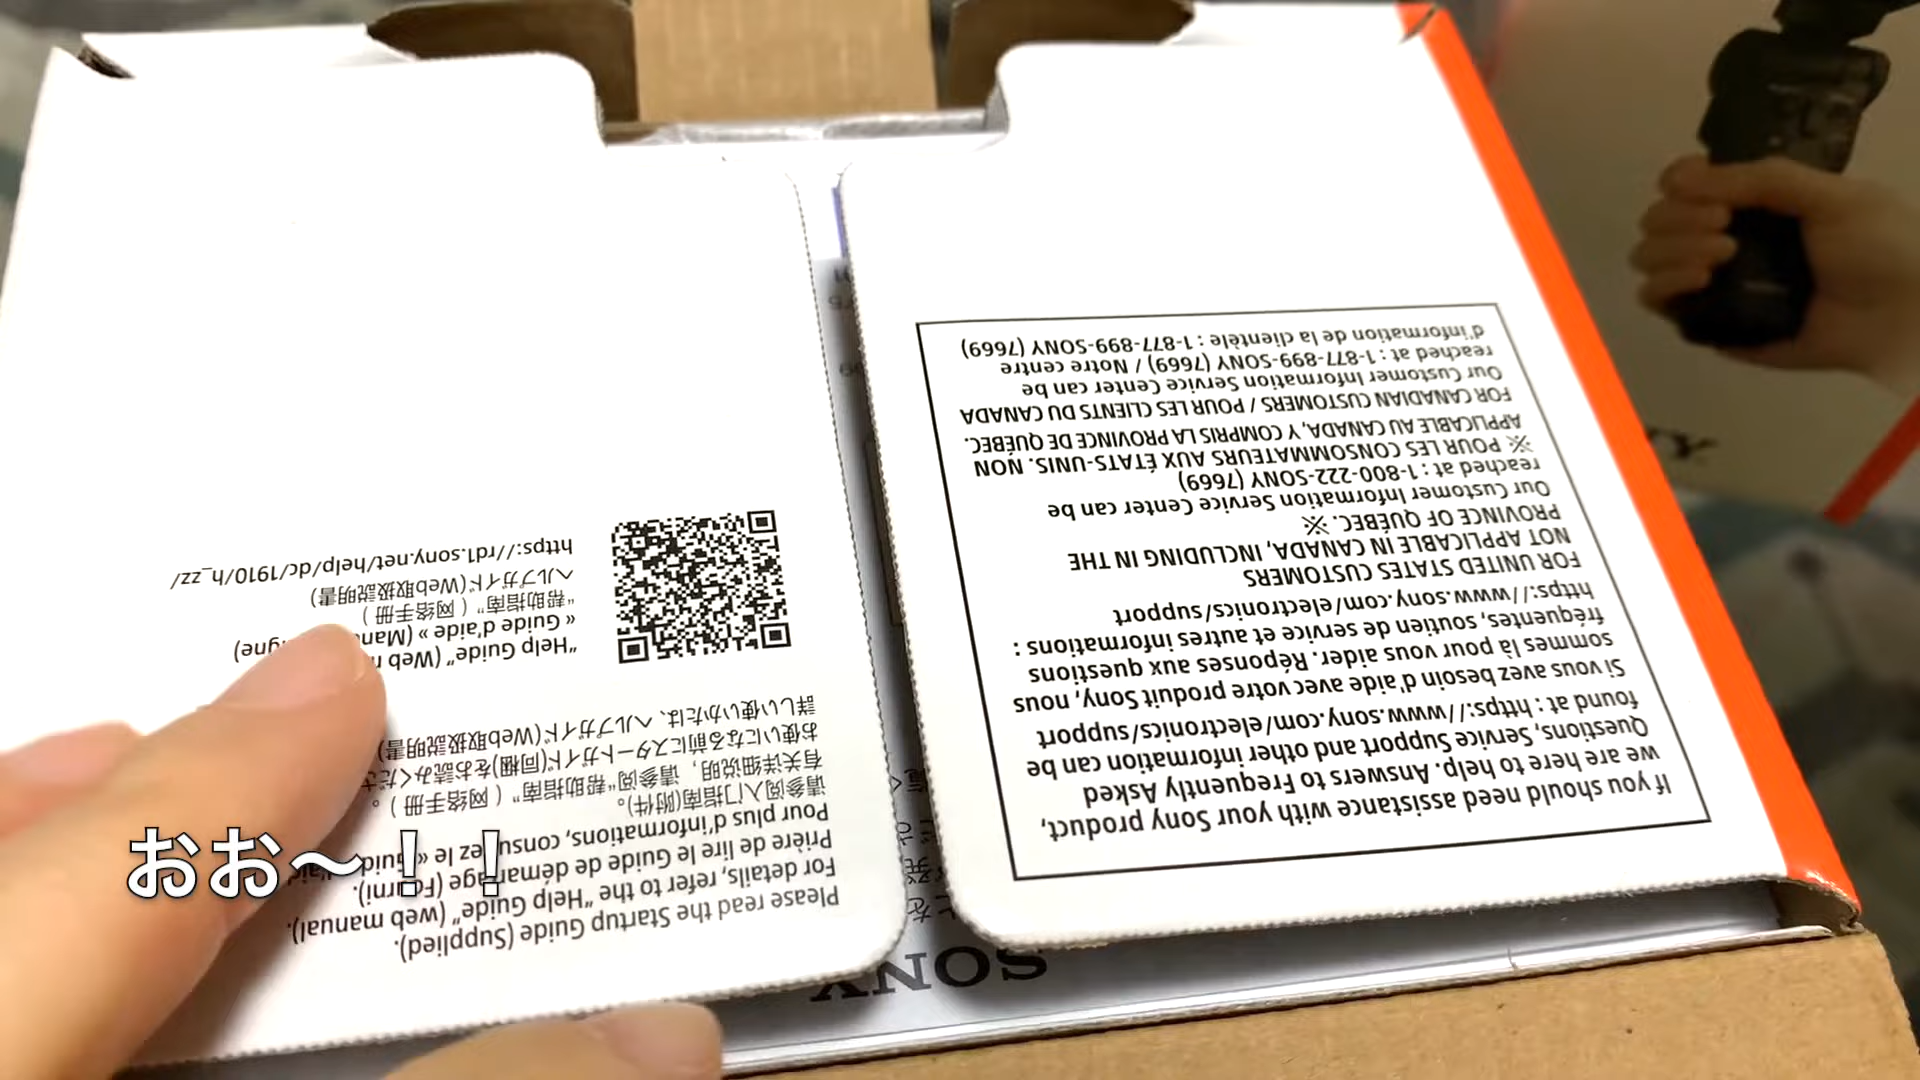 Please read the Startup Guide (Supplied).
For details, refer to the "Help Guide" (web manual).
Prière de lire le Guide de démarrage (Fourni).
Pour plus d'informations, consultez le «
请参阅入门指南(附件)。
有关详细说明，请参阅"帮助指南"（网络手册）。
お使いになる前にスタートガイド(同梱)をお読みくださ
詳しい使いかたは、ヘルプガイド(Web取扱説明書)
"Help Guide" (Web
« Guide d'aide »
"帮助指南"（网络手册）
ヘルプガイド(Web取扱説明書)
https://rd1.sony.net/help/dc/1910/h_zz/
If you should need assistance with your Sony product,
we are here to help. Answers to Frequently Asked
Questions, Service Support and other information can be
found at : https://www.sony.com/electronics/support
Si vous avez besoin d'aide avec votre produit Sony, nous
sommes là pour vous aider. Réponses aux questions
fréquentes, soutien de service et autres informations :
https://www.sony.com/electronics/support
FOR UNITED STATES CUSTOMERS
NOT APPLICABLE IN CANADA, INCLUDING IN THE
PROVINCE OF QUÉBEC. ※
Our Customer Information Service Center can be
reached at : 1-800-222-SONY (7669)
※ POUR LES CONSOMMATEURS AUX ÉTATS-UNIS. NON
APPLICABLE AU CANADA, Y COMPRIS LA PROVINCE DE QUÉBEC.
FOR CANADIAN CUSTOMERS / POUR LES CLIENTS DU CANADA
Our Customer Information Service Center can be
reached at : 1-877-899-SONY (7669) / Notre centre
d'information de la clientèle : 1-877-899-SONY (7669)
SONY
おお〜！！